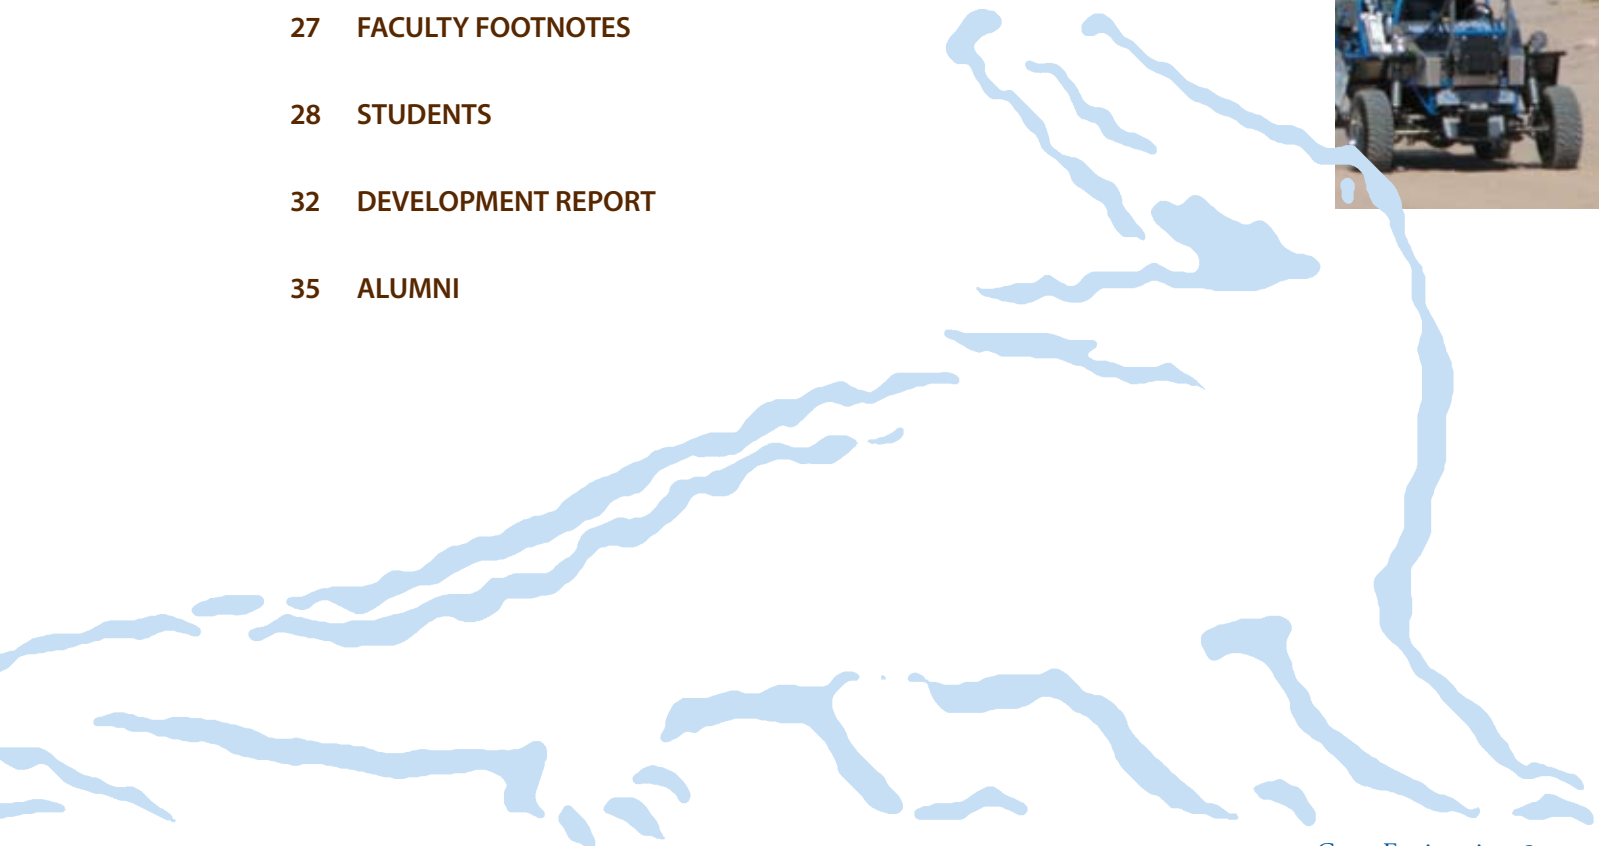 27 FACULTY FOOTNOTES
28 STUDENTS
32 DEVELOPMENT REPORT
35 ALUMNI